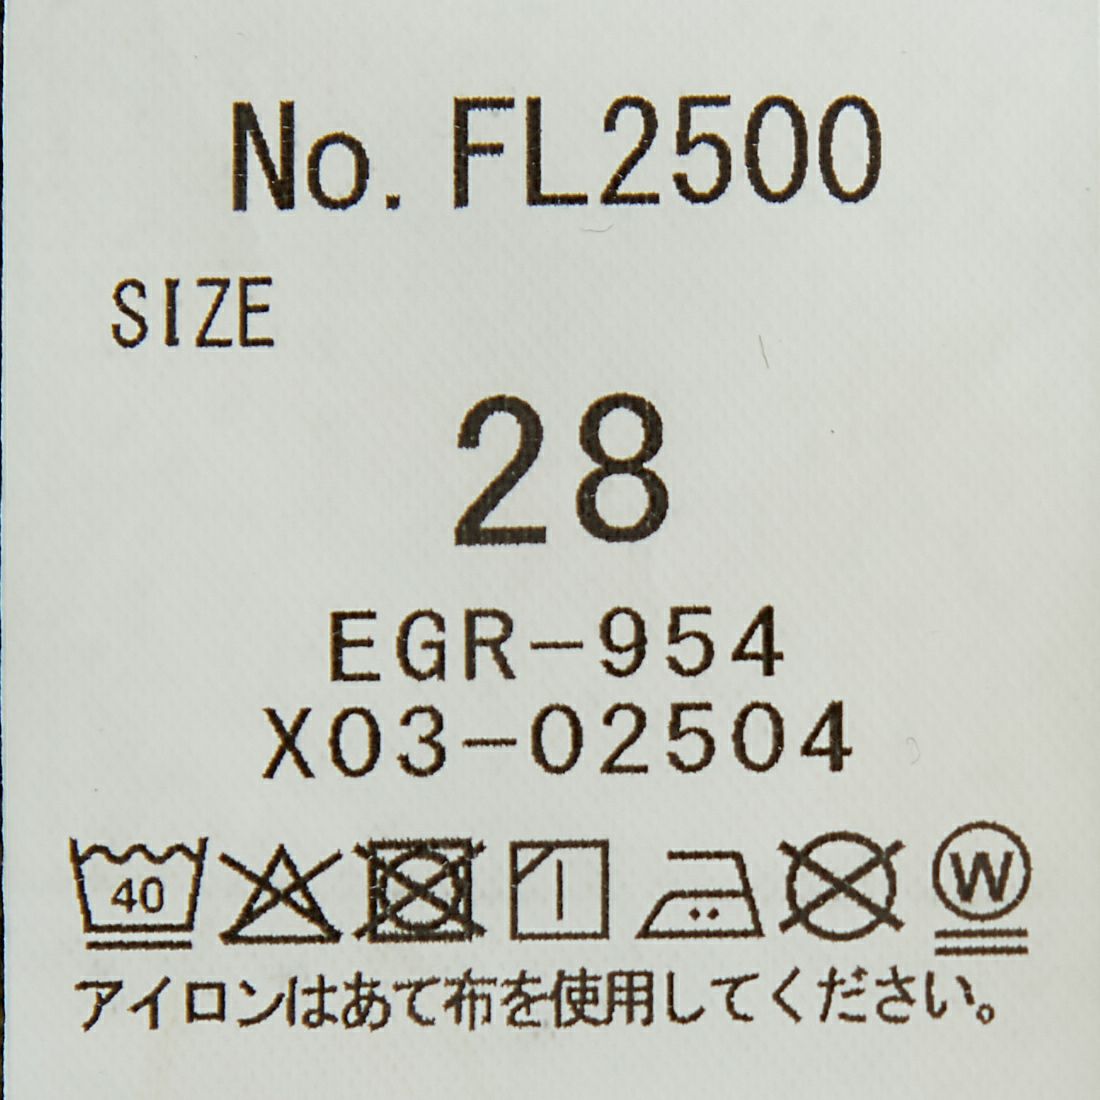 No. FL2500
SIZE
28
EGR-954
X03-02504
40 W
アイロンはあて布を使用してください。